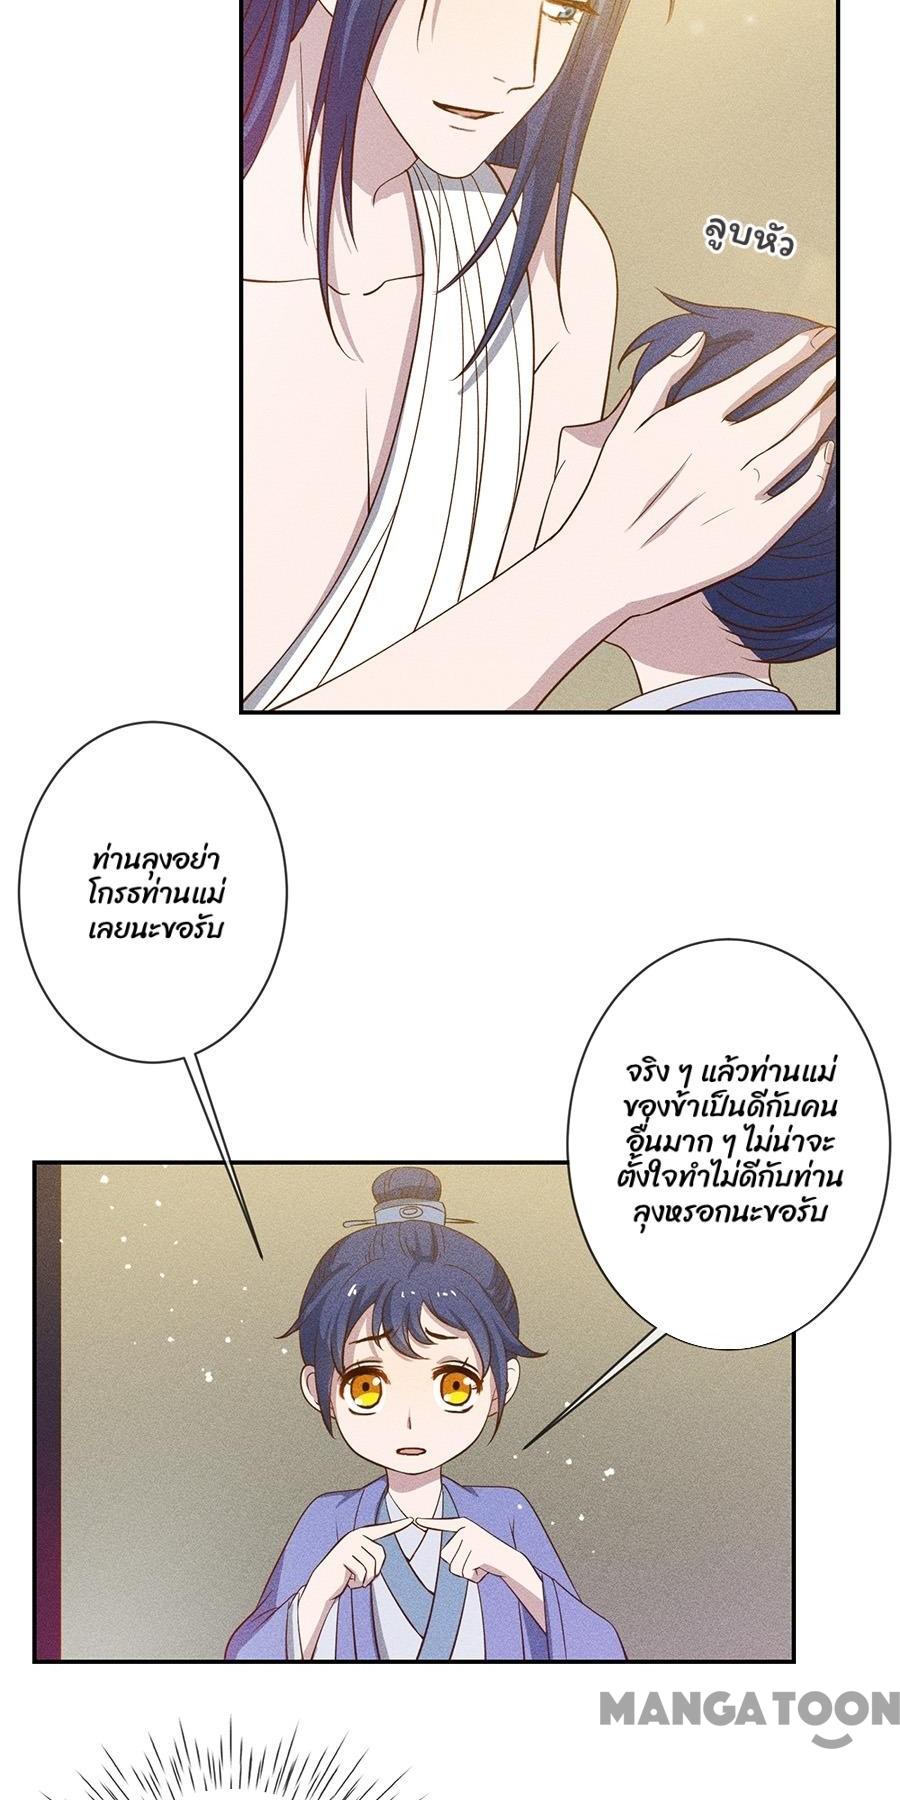 ลูบหัว
ท่านลุงอย่า
โกรธท่านแม่
เลยนะขอรับ
จริง ๆ แล้วท่านแม่
ของข้าเป็นดีกับคน
อื่นมาก ๆ ไม่น่าจะ
ตั้งใจทำไม่ดีกับท่าน
ลุงหรอกนะขอรับ
MANGATOON